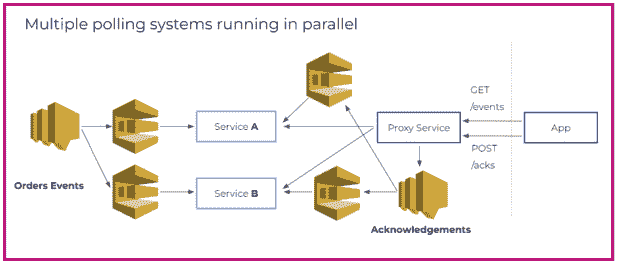 Multiple polling systems running in parallel
GET
/events
Service A
Proxy Service
App
POST
/acks
Orders Events
Service B
Acknowledgements